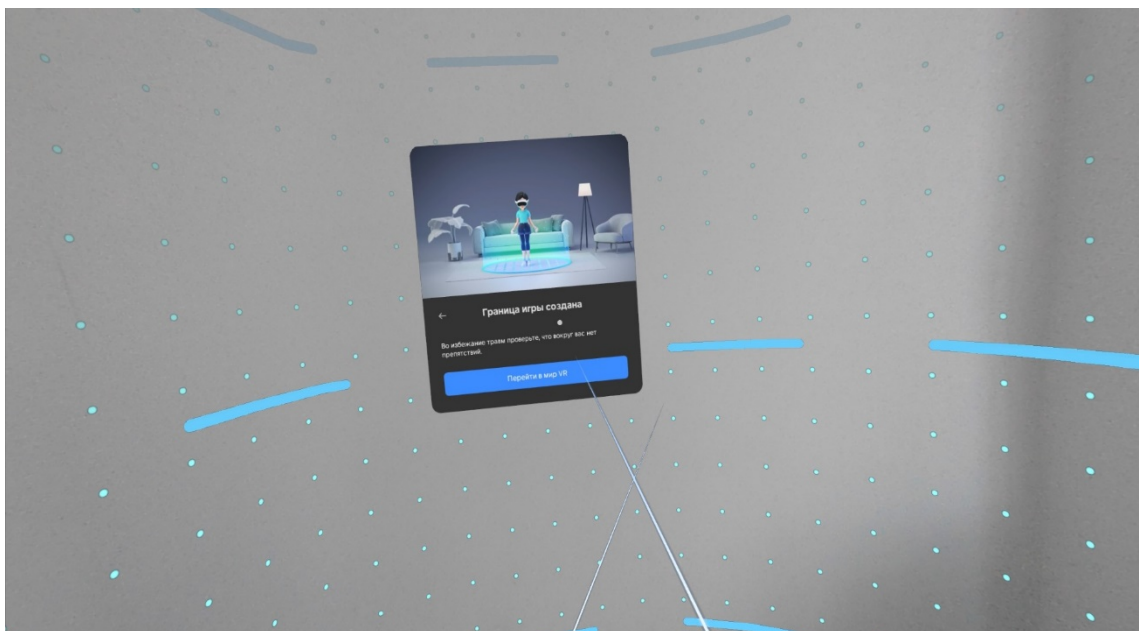 Граница игры создана
Во избежание травм проверьте, что вокруг вас нет
препятствий.
Перейти в мир VR